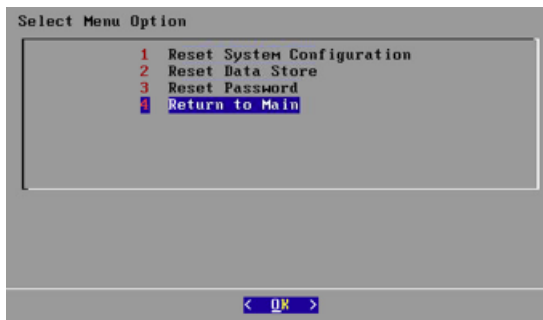 Select Menu Option
1 Reset System Configuration
2 Reset Data Store
3 Reset Password
4 Return to Main
< OK >